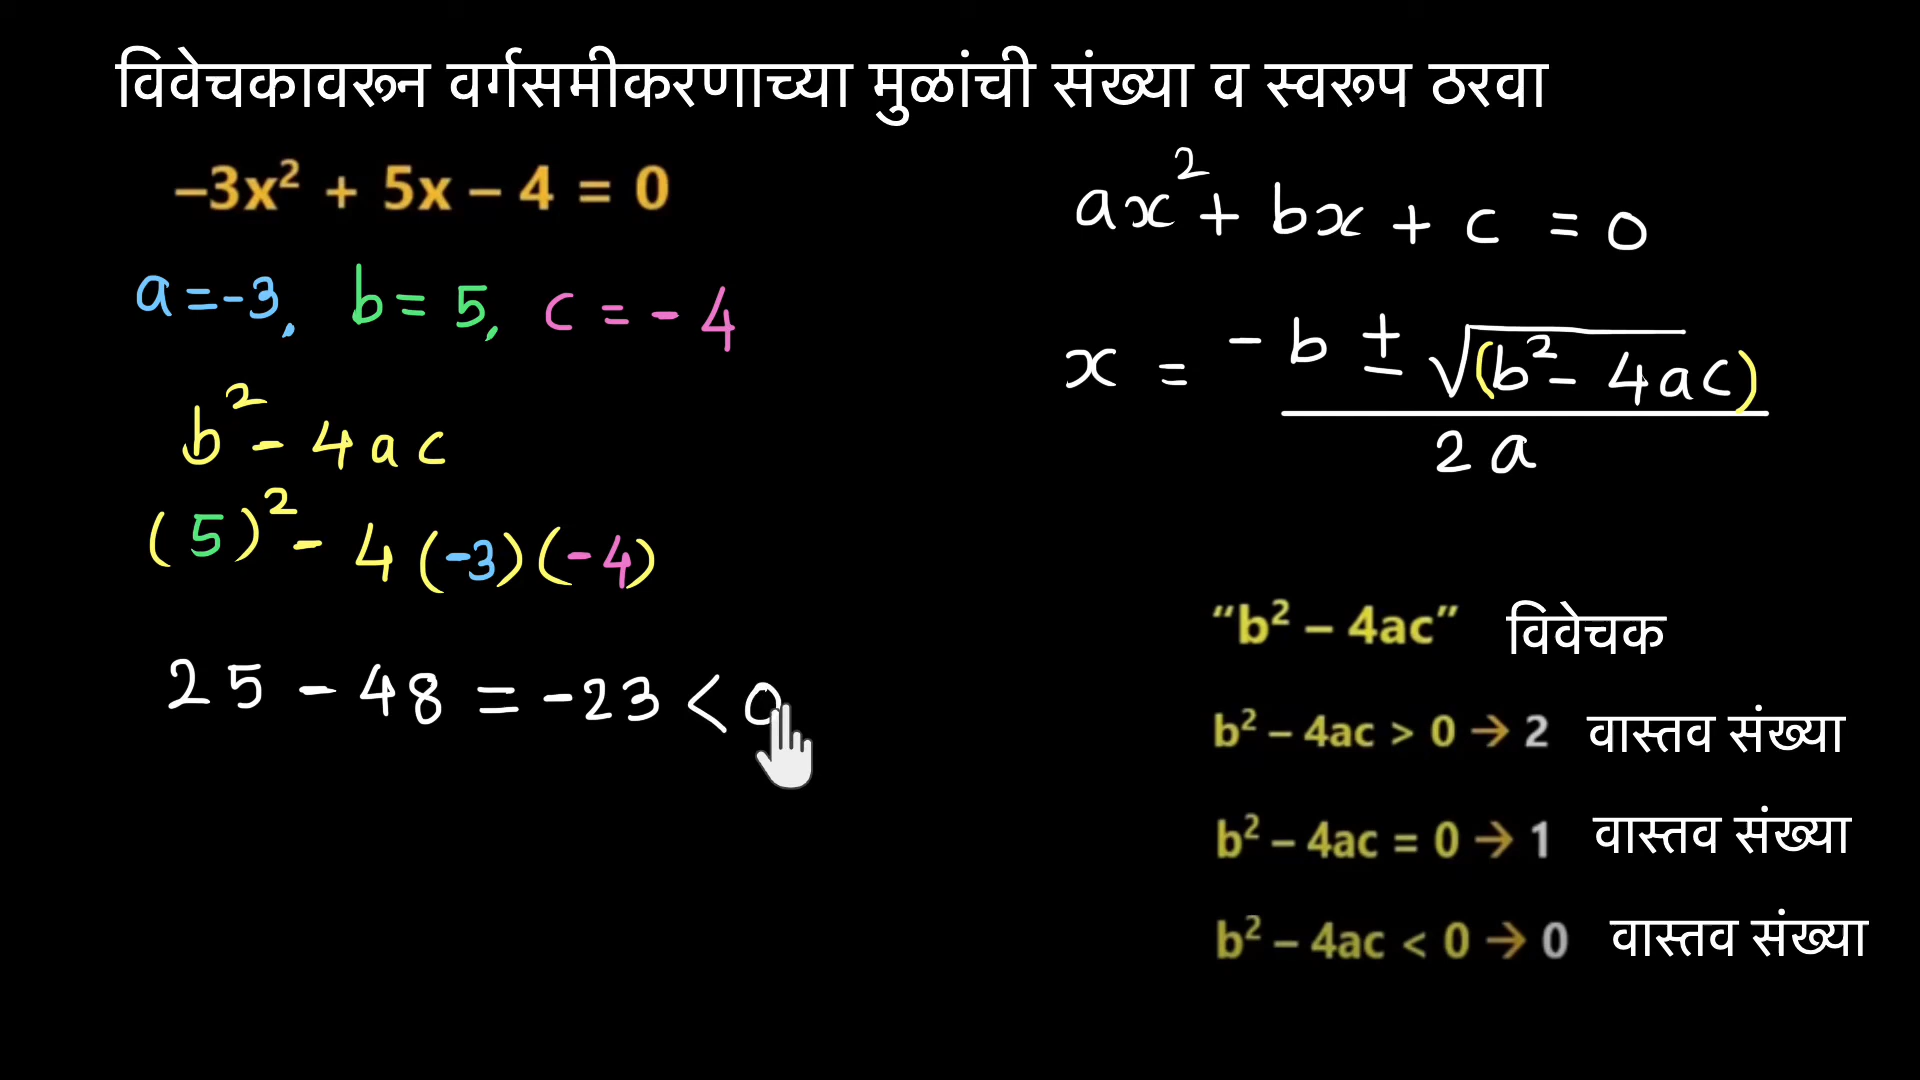 विवेचकावरून वर्गसमीकरणाच्या मुळांची संख्या व स्वरूप ठरवा
–3x² + 5x – 4 = 0
a = -3, b = 5, c = - 4
b² - 4ac
(5)² - 4(-3)(-4)
25 - 48 = -23 < 0
ax² + bx + c = 0
x = -b ± √(b² - 4ac)
2a
“b² – 4ac” विवेचक
b² – 4ac > 0 → 2 वास्तव संख्या
b² – 4ac = 0 → 1 वास्तव संख्या
b² – 4ac < 0 → 0 वास्तव संख्या